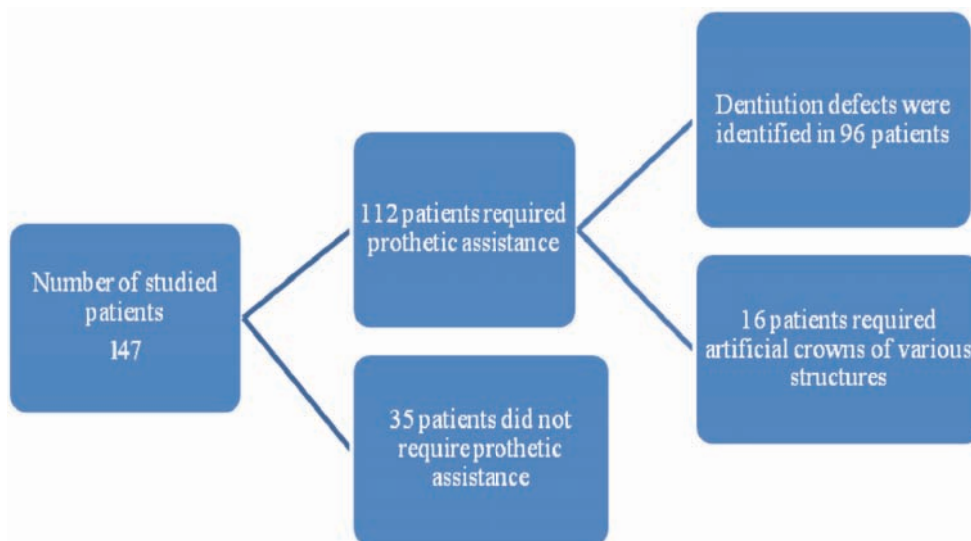 Number of studied
patients
147
112 patients required
prothetic assistance
35 patients did not
require prothetic
assistance
Dentiution defects were
identified in 96 patients
16 patients required
artificial crowns of various
structures